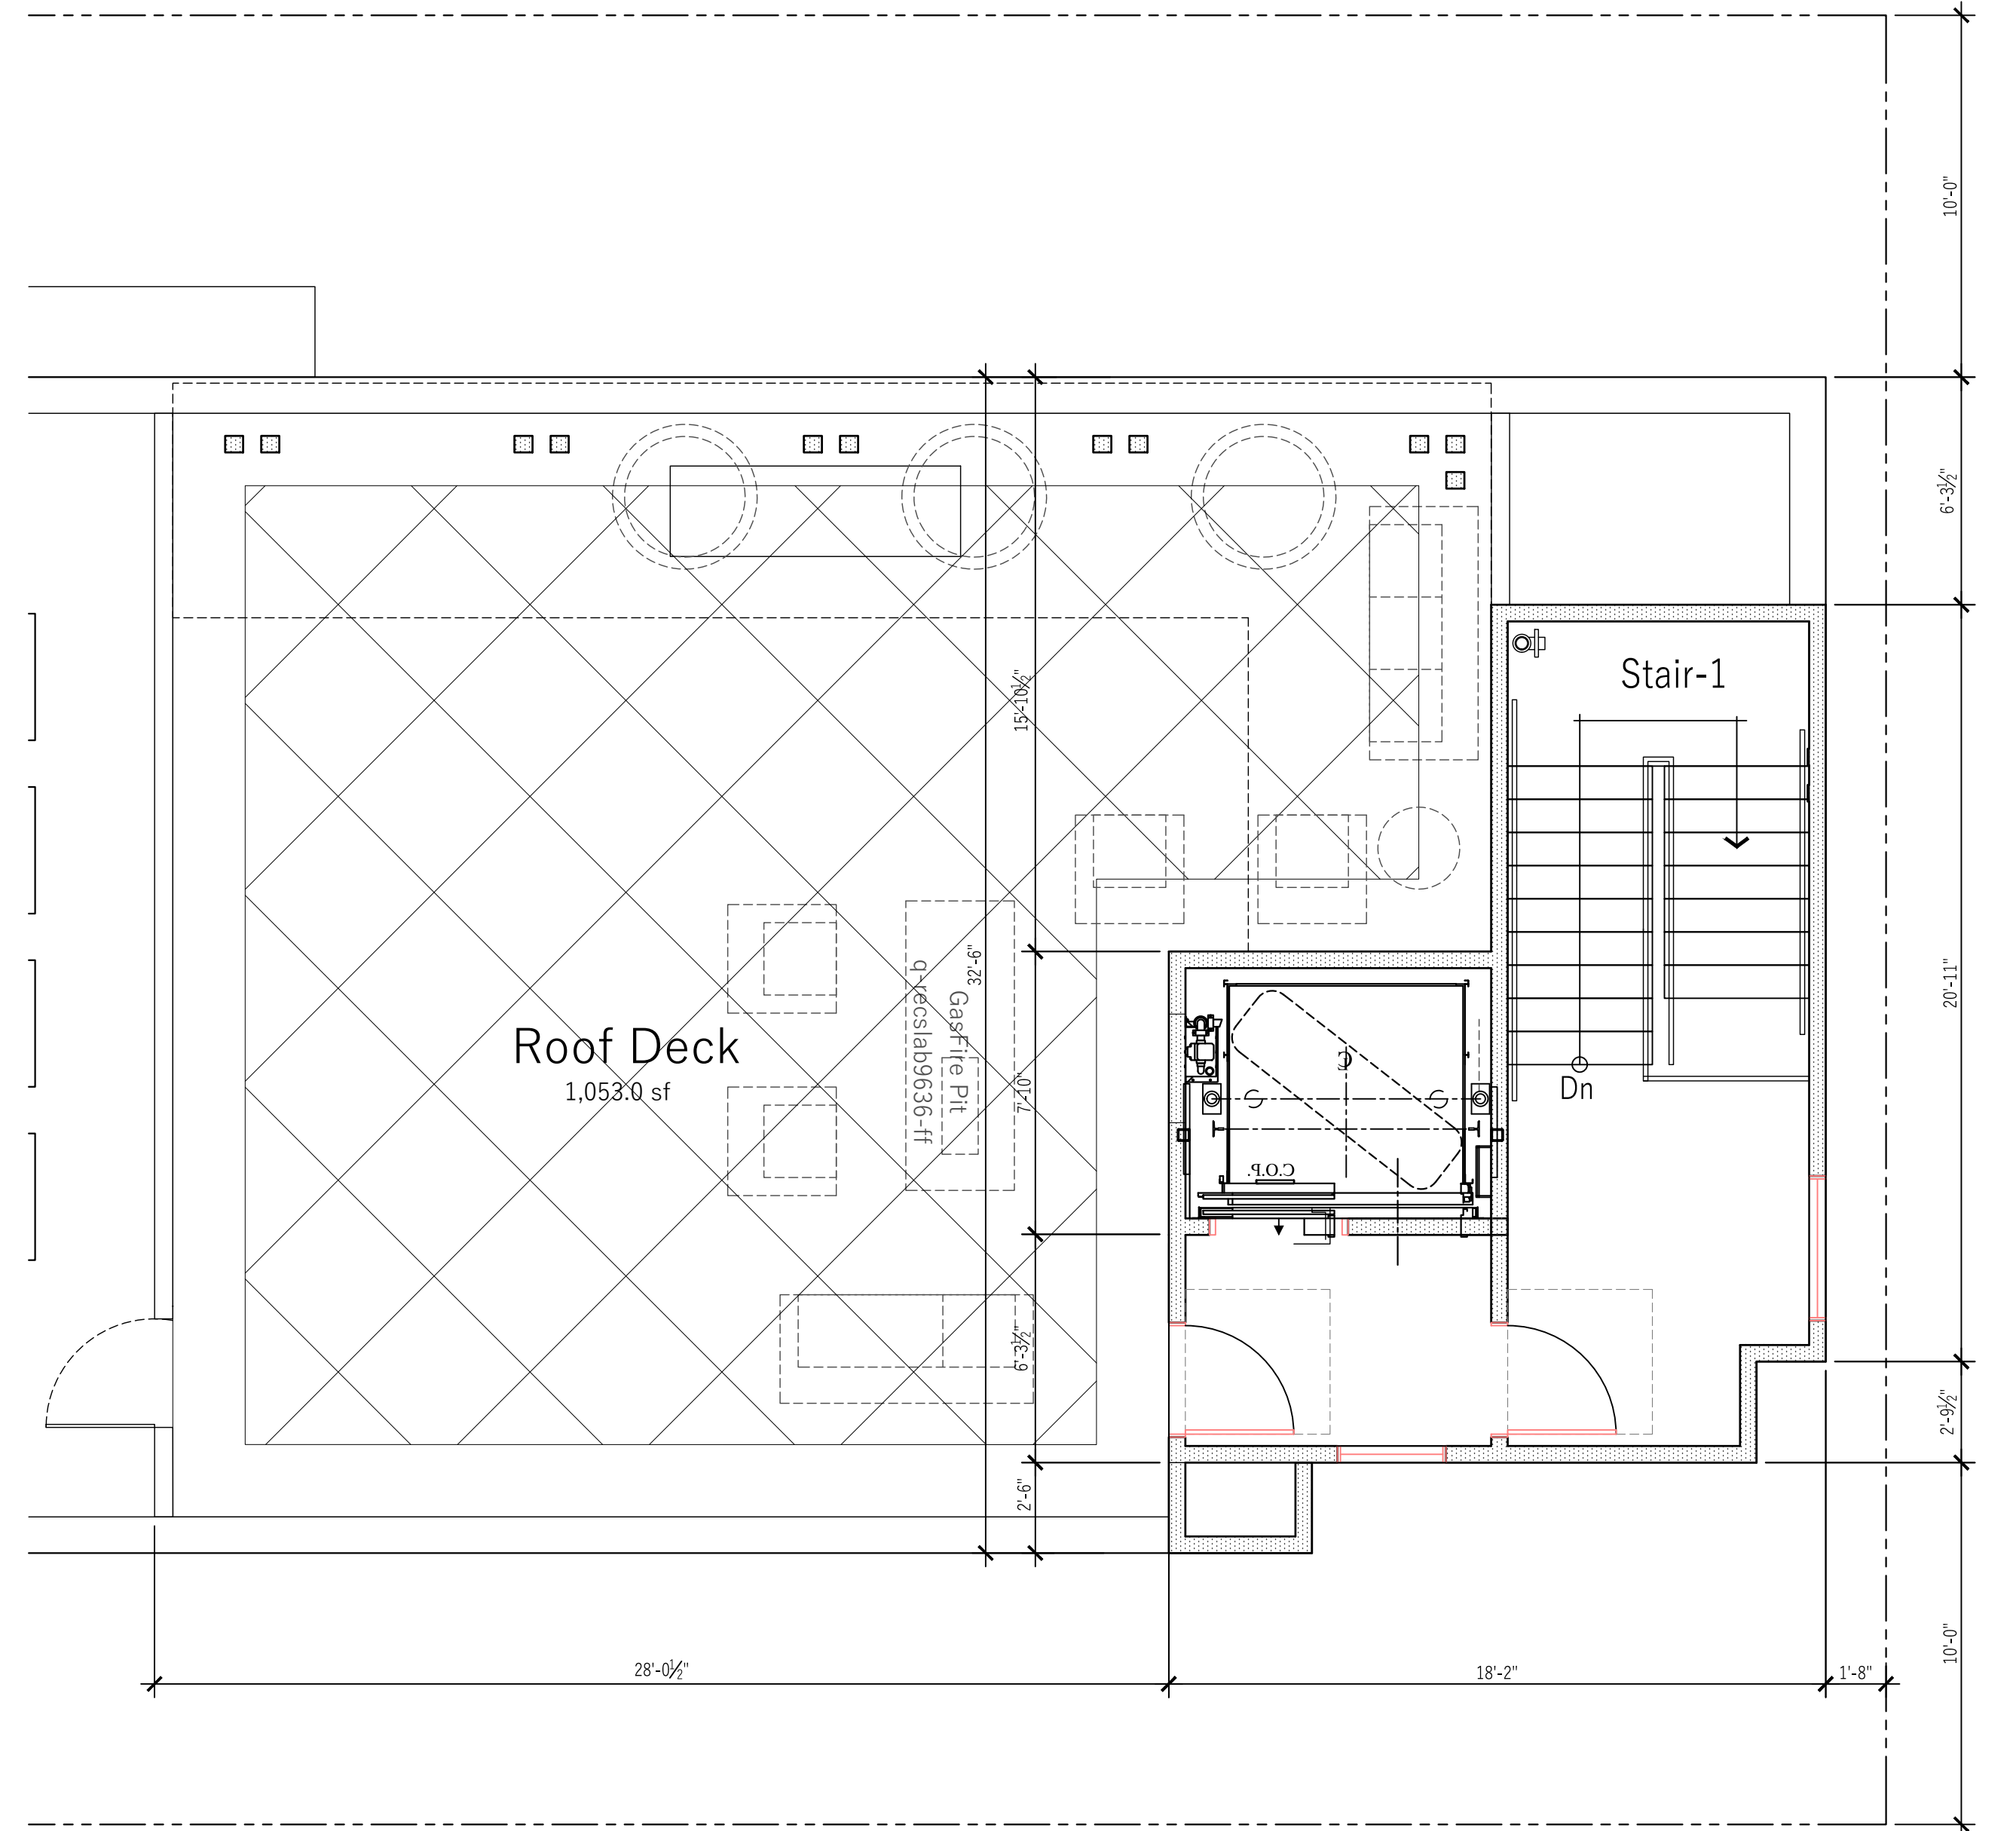 10'-0"
6'-3½"
15'-10½"
Stair-1
32'-6"
20'-11"
Roof Deck
1,053.0 sf
GasFire Pit
q-recslab9636-ff
7'-10"
Dn
C.O.P.
6'-3½"
2'-9½"
2'-6"
10'-0"
28'-0½"
18'-2"
1'-8"